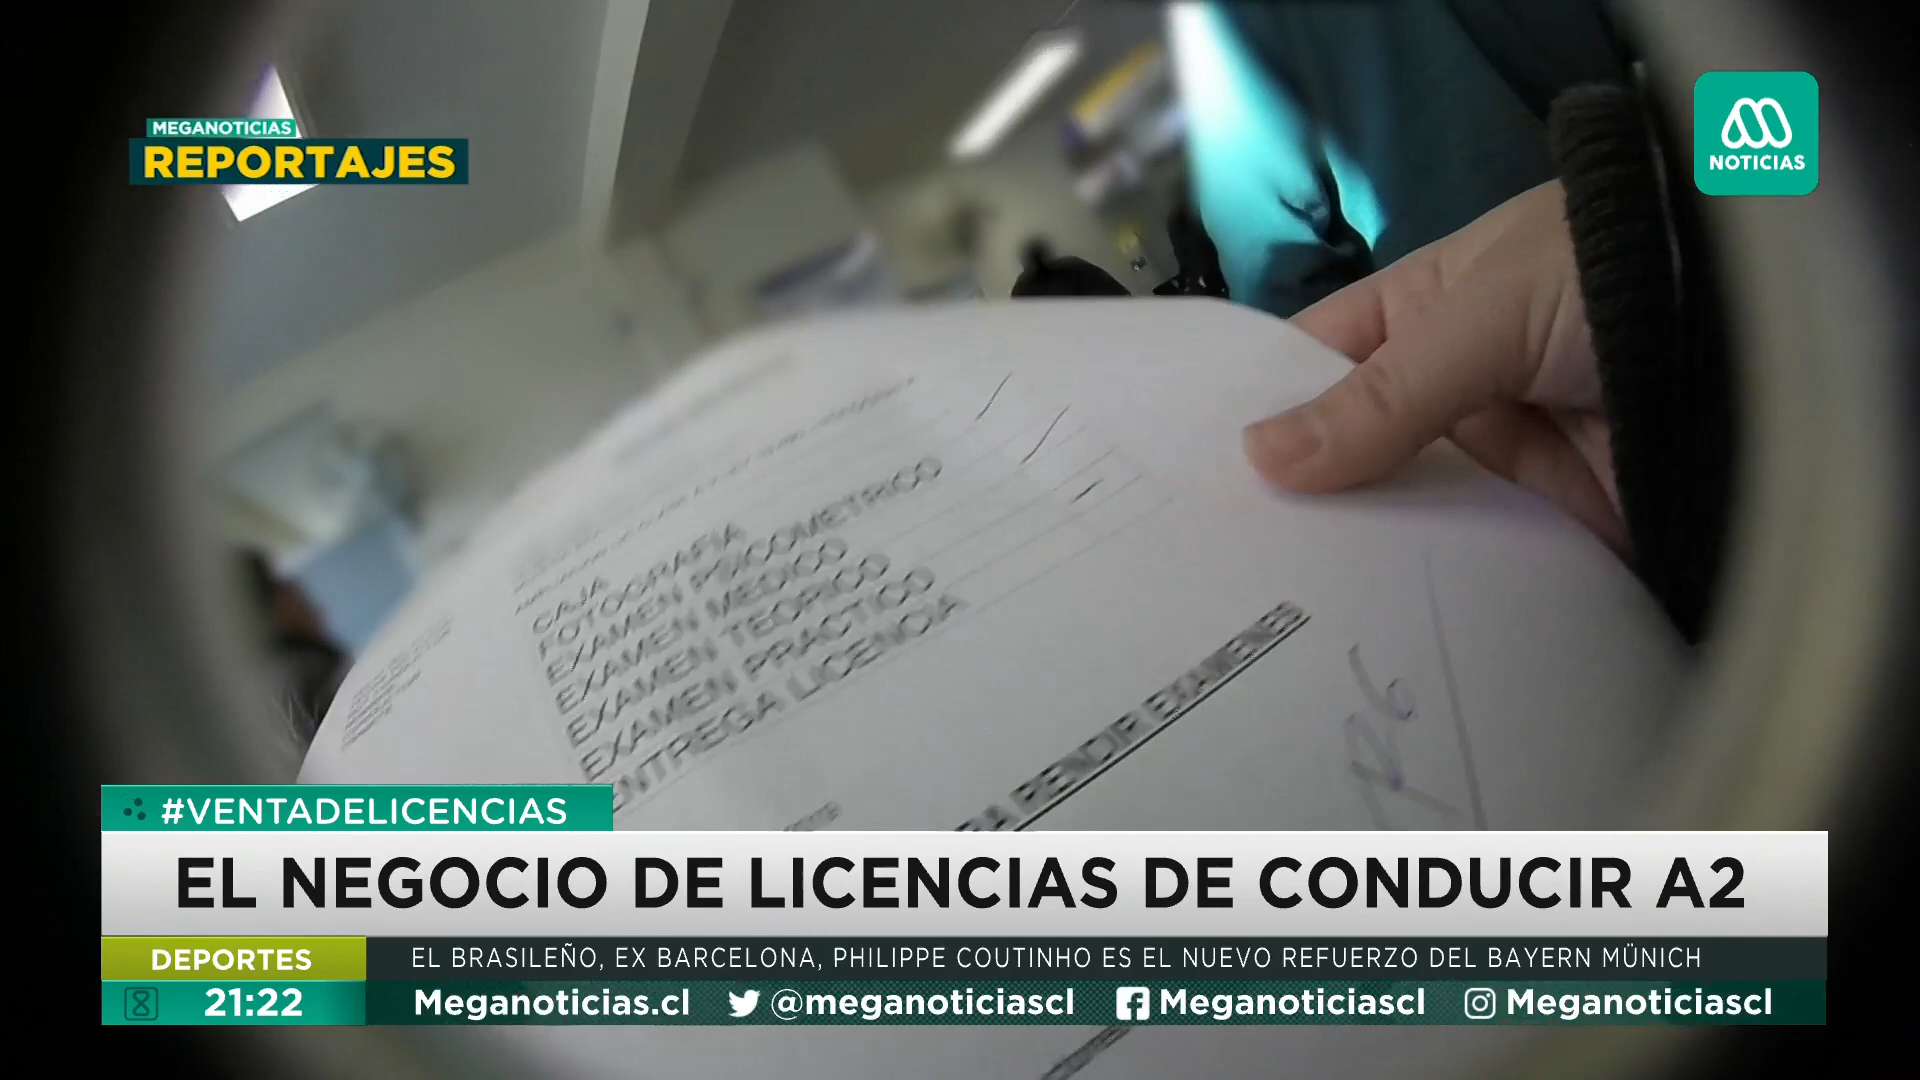 MEGANOTICIAS
REPORTAJES
NOTICIAS
CAJA
FOTOGRAFIA
EXAMEN PSICOMETRICO
EXAMEN MEDICO
EXAMEN TEORICO
EXAMEN PRACTICO
ENTREGA LICENCIA
RENDIR EXAMENES
#VENTADELICENCIAS
EL NEGOCIO DE LICENCIAS DE CONDUCIR A2
DEPORTES
EL BRASILEÑO, EX BARCELONA, PHILIPPE COUTINHO ES EL NUEVO REFUERZO DEL BAYERN MÜNICH
21:22 Meganoticias.cl @meganoticiascl Meganoticiascl Meganoticiascl